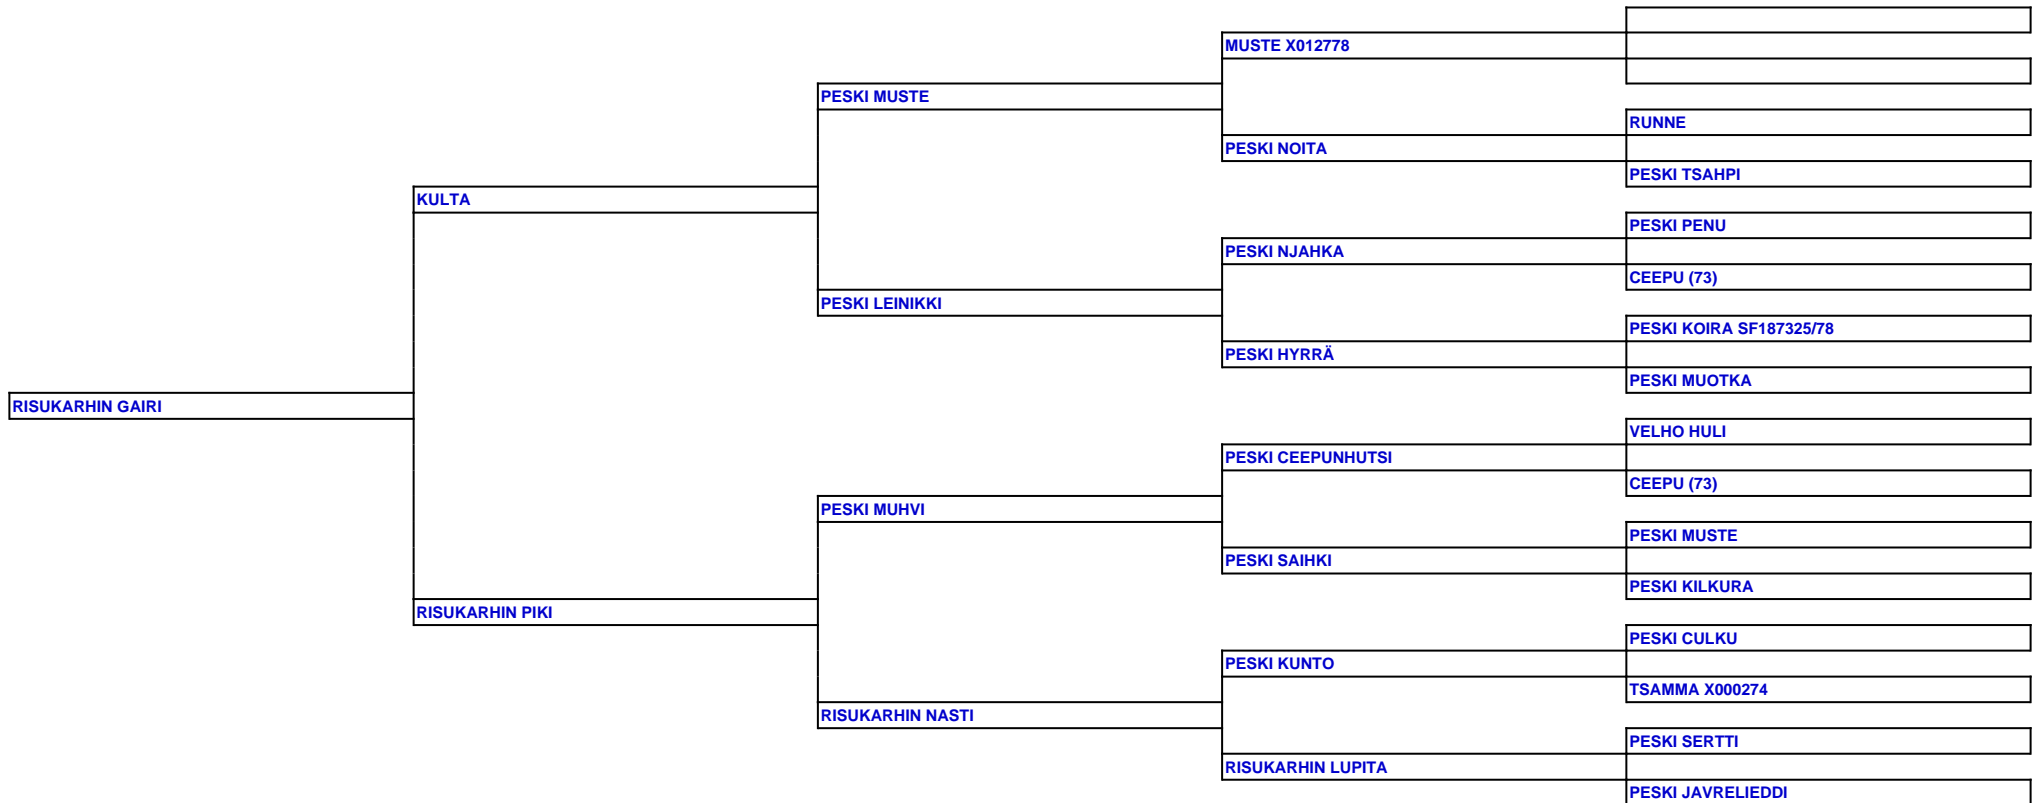 MUSTE X012778
PESKI MUSTE
RUNNE
PESKI NOITA
PESKI TSAHPI
KULTA
PESKI PENU
PESKI NJAHKA
CEEPU (73)
PESKI LEINIKKI
PESKI KOIRA SF187325/78
PESKI HYRRÄ
PESKI MUOTKA
RISUKARHIN GAIRI
VELHO HULI
PESKI CEEPUNHUTSI
CEEPU (73)
PESKI MUHVI
PESKI MUSTE
PESKI SAIHKI
PESKI KILKURA
RISUKARHIN PIKI
PESKI CULKU
PESKI KUNTO
TSAMMA X000274
RISUKARHIN NASTI
PESKI SERTTI
RISUKARHIN LUPITA
PESKI JAVRELIEDDI